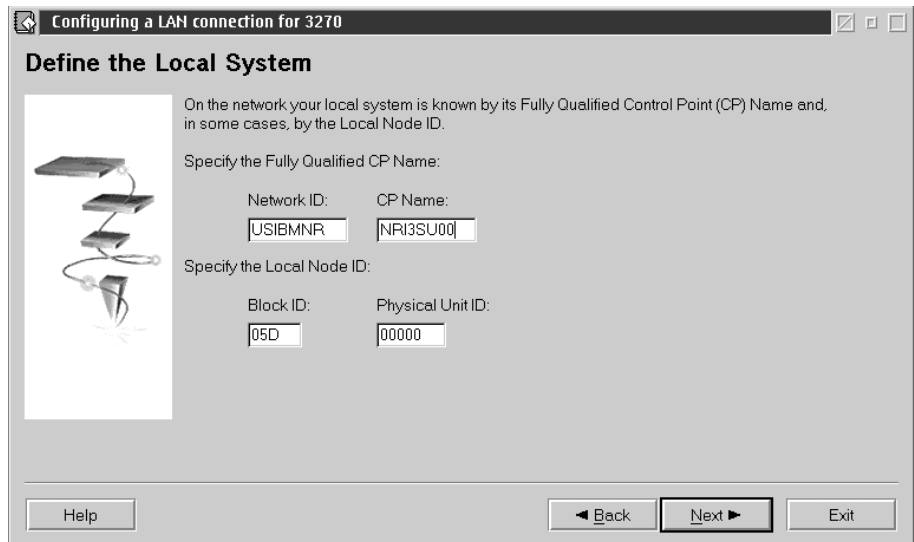 Configuring a LAN connection for 3270
Define the Local System
On the network your local system is known by its Fully Qualified Control Point (CP) Name and,
in some cases, by the Local Node ID.
Specify the Fully Qualified CP Name:
Network ID: CP Name:
USIBMNR NRI3SU00
Specify the Local Node ID:
Block ID: Physical Unit ID:
05D 00000
Help Back Next Exit